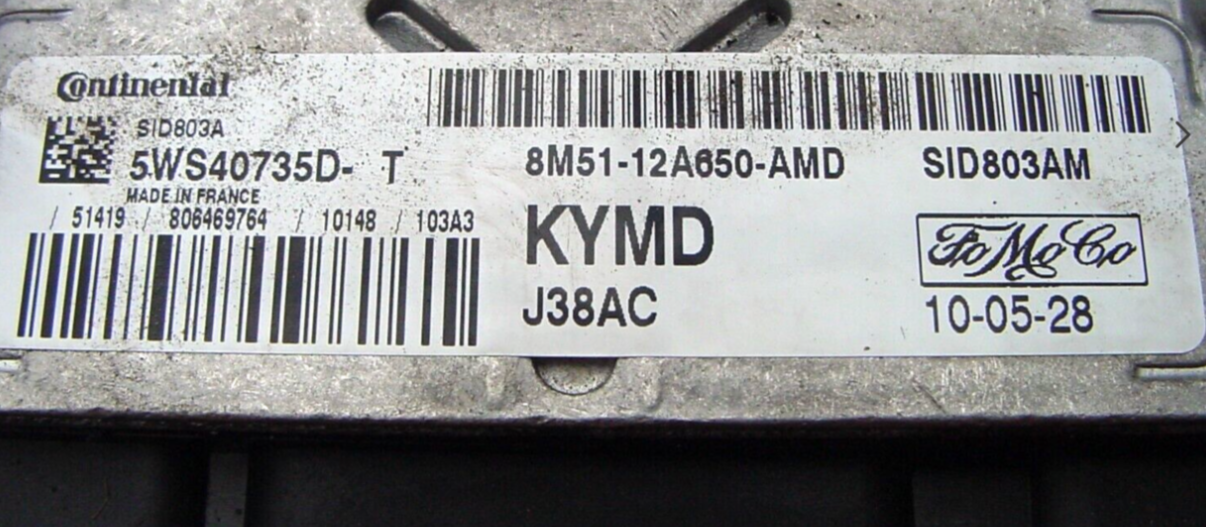 Continental
SID803A
5WS40735D- T
MADE IN FRANCE
/ 51419 / 806469764 / 10148 / 103A3
8M51-12A650-AMD SID803AM
KYMD
FoMoCo
J38AC
10-05-28